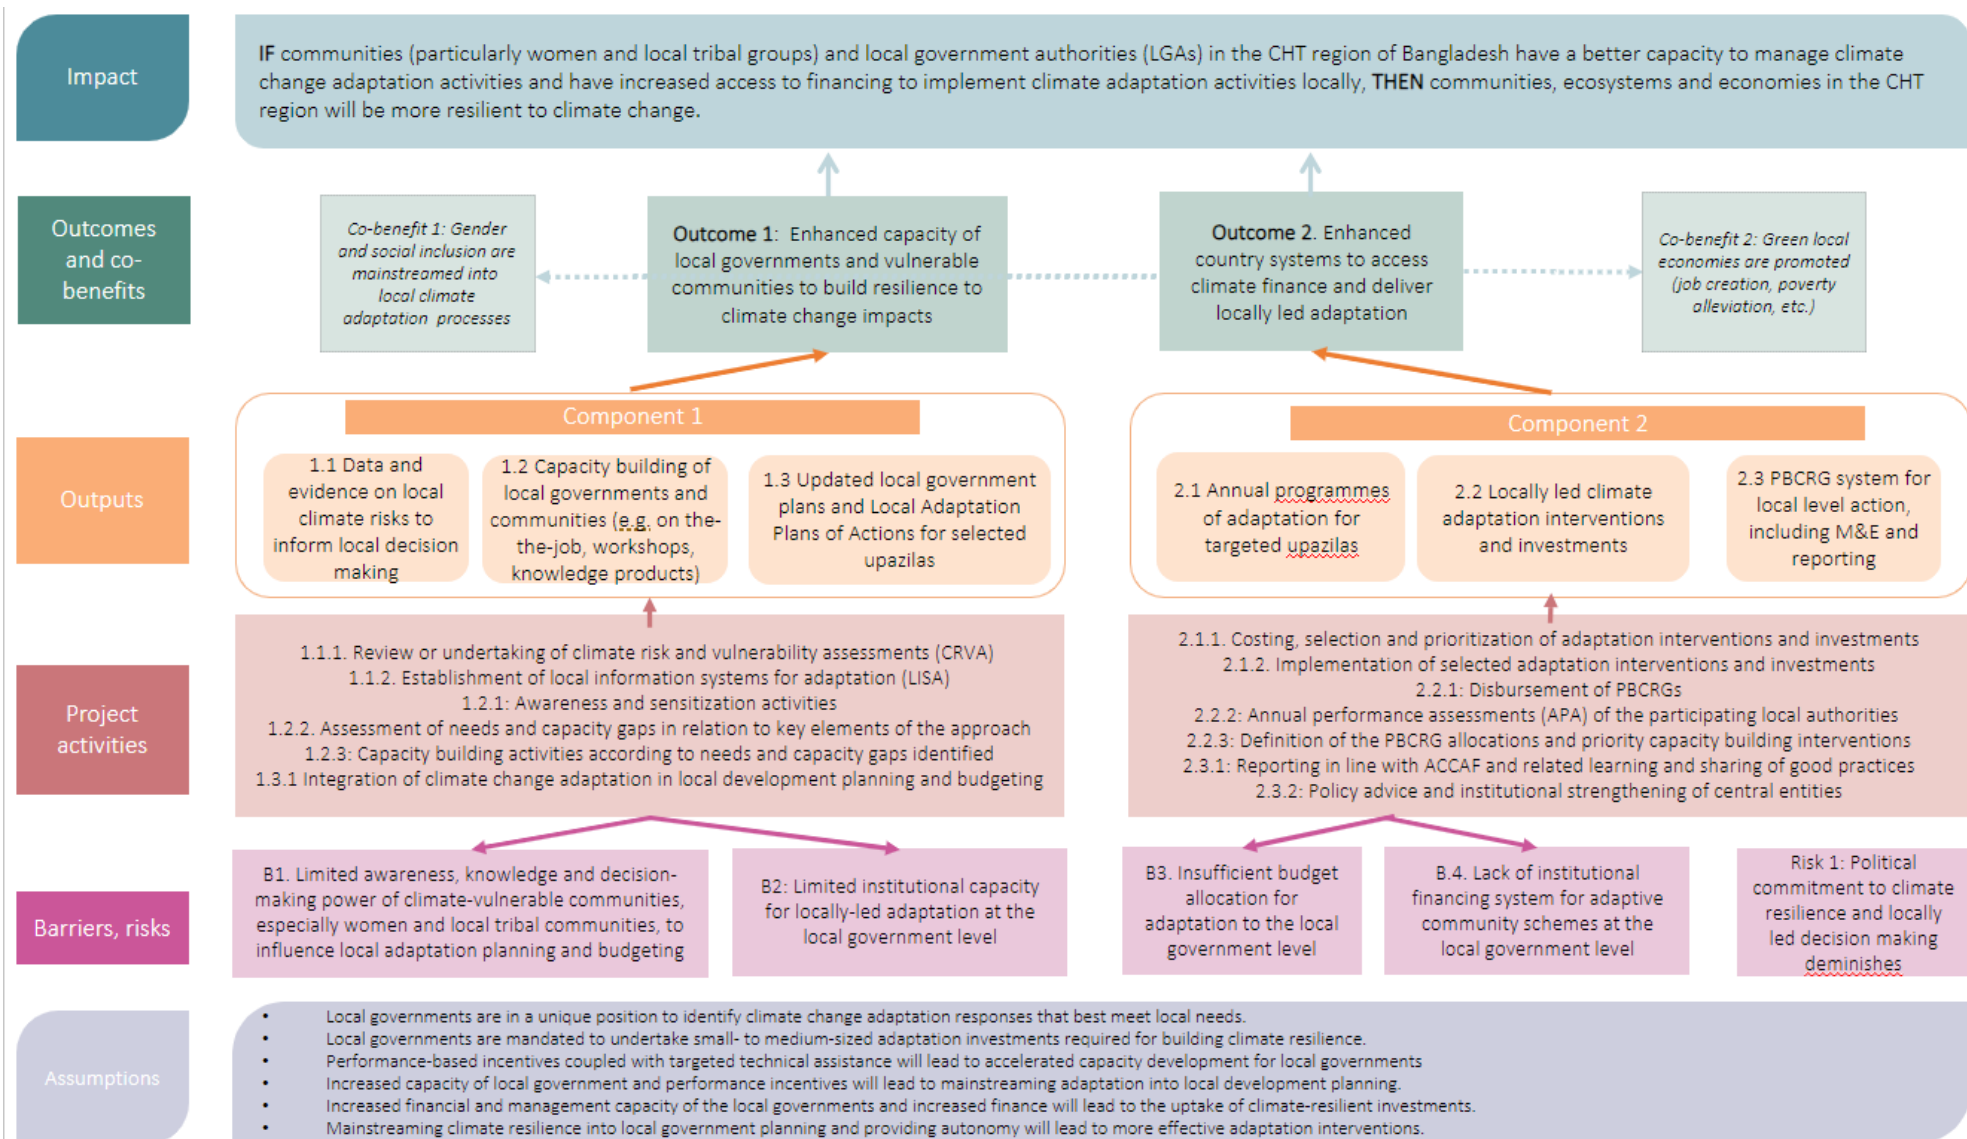 Impact
IF communities (particularly women and local tribal groups) and local government authorities (LGAs) in the CHT region of Bangladesh have a better capacity to manage climate
change adaptation activities and have increased access to financing to implement climate adaptation activities locally, THEN communities, ecosystems and economies in the CHT
region will be more resilient to climate change.
Outcomes
and co-
benefits
Co-benefit 1: Gender
and social inclusion are
mainstreamed into
local climate
adaptation processes
Outcome 1: Enhanced capacity of
local governments and vulnerable
communities to build resilience to
climate change impacts
Outcome 2. Enhanced
country systems to access
climate finance and deliver
locally led adaptation
Co-benefit 2: Green local
economies are promoted
(job creation, poverty
alleviation, etc.)
Outputs
Component 1
1.1 Data and
evidence on local
climate risks to
inform local decision
making
1.2 Capacity building of
local governments and
communities (e.g. on the-
the-job, workshops,
knowledge products)
1.3 Updated local government
plans and Local Adaptation
Plans of Actions for selected
upazilas
Component 2
2.1 Annual programmes
of adaptation for
targeted upazilas
2.2 Locally led climate
adaptation interventions
and investments
2.3 PBCRG system for
local level action,
including M&E and
reporting
Project
activities
1.1.1. Review or undertaking of climate risk and vulnerability assessments (CRVA)
1.1.2. Establishment of local information systems for adaptation (LISA)
1.2.1: Awareness and sensitization activities
1.2.2. Assessment of needs and capacity gaps in relation to key elements of the approach
1.2.3: Capacity building activities according to needs and capacity gaps identified
1.3.1 Integration of climate change adaptation in local development planning and budgeting
2.1.1. Costing, selection and prioritization of adaptation interventions and investments
2.1.2. Implementation of selected adaptation interventions and investments
2.2.1: Disbursement of PBCRGs
2.2.2: Annual performance assessments (APA) of the participating local authorities
2.2.3: Definition of the PBCRG allocations and priority capacity building interventions
2.3.1: Reporting in line with ACCAF and related learning and sharing of good practices
2.3.2: Policy advice and institutional strengthening of central entities
Barriers, risks
B1. Limited awareness, knowledge and decision-
making power of climate-vulnerable communities,
especially women and local tribal communities, to
influence local adaptation planning and budgeting
B2: Limited institutional capacity
for locally-led adaptation at the
local government level
B3. Insufficient budget
allocation for
adaptation to the local
government level
B.4. Lack of institutional
financing system for adaptive
community schemes at the
local government level
Risk 1: Political
commitment to climate
resilience and locally
led decision making
deminishes
Assumptions
• Local governments are in a unique position to identify climate change adaptation responses that best meet local needs.
• Local governments are mandated to undertake small- to medium-sized adaptation investments required for building climate resilience.
• Performance-based incentives coupled with targeted technical assistance will lead to accelerated capacity development for local governments
• Increased capacity of local government and performance incentives will lead to mainstreaming adaptation into local development planning.
• Increased financial and management capacity of the local governments and increased finance will lead to the uptake of climate-resilient investments.
• Mainstreaming climate resilience into local government planning and providing autonomy will lead to more effective adaptation interventions.